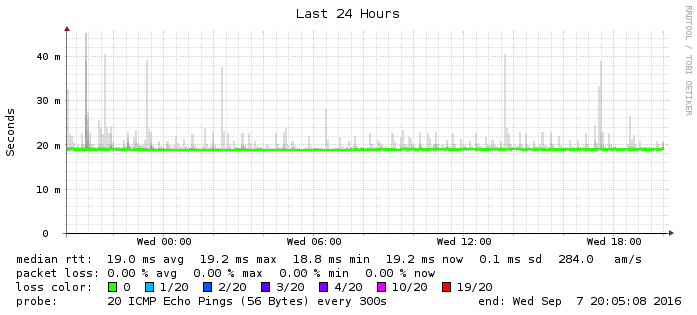 Last 24 Hours
RRDTOOL / TOBI OETIKER
Seconds
40 m
30 m
20 m
10 m
0
Wed 00:00 Wed 06:00 Wed 12:00 Wed 18:00
median rtt: 19.0 ms avg 19.2 ms max 18.8 ms min 19.2 ms now 0.1 ms sd 284.0 am/s
packet loss: 0.00 % avg 0.00 % max 0.00 % min 0.00 % now
loss color: 0 1/20 2/20 3/20 4/20 10/20 19/20
probe: 20 ICMP Echo Pings (56 Bytes) every 300s end: Wed Sep 7 20:05:08 2016